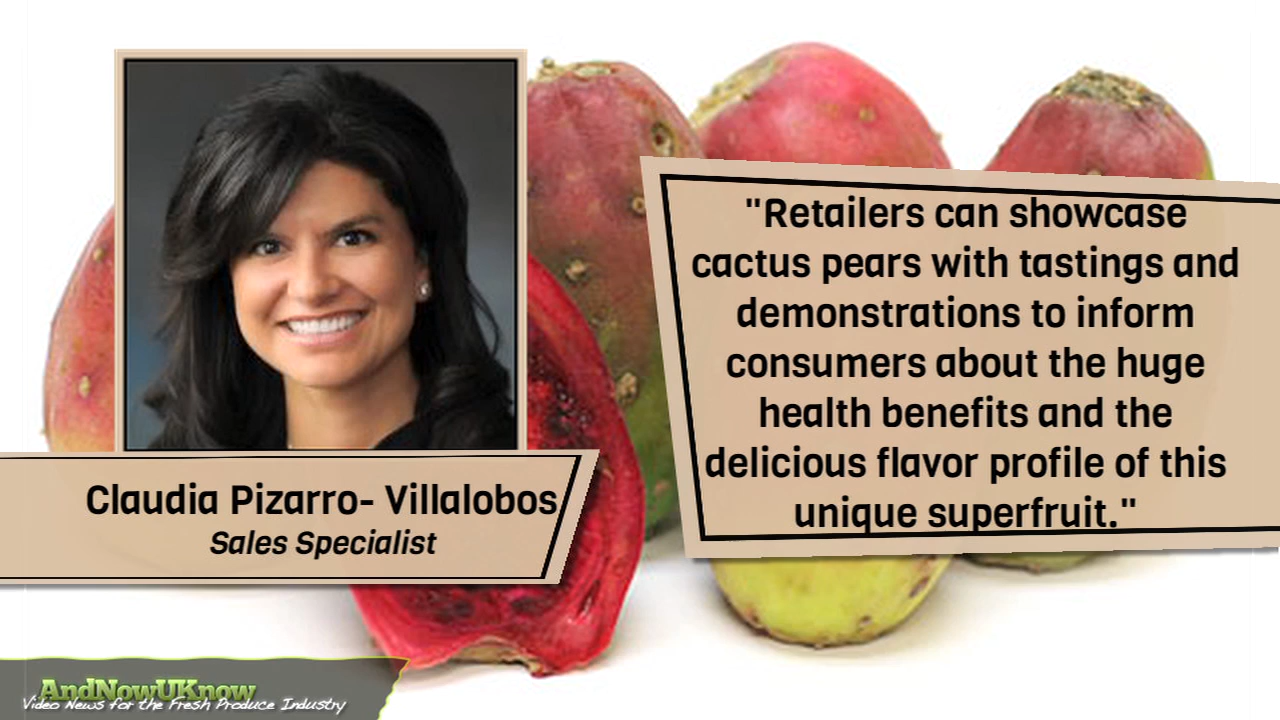 "Retailers can showcase
cactus pears with tastings and
demonstrations to inform
consumers about the huge
health benefits and the
delicious flavor profile of this
unique superfruit."
Claudia Pizarro- Villalobos
Sales Specialist
AndNowUKnow
Video News for the Fresh Produce Industry